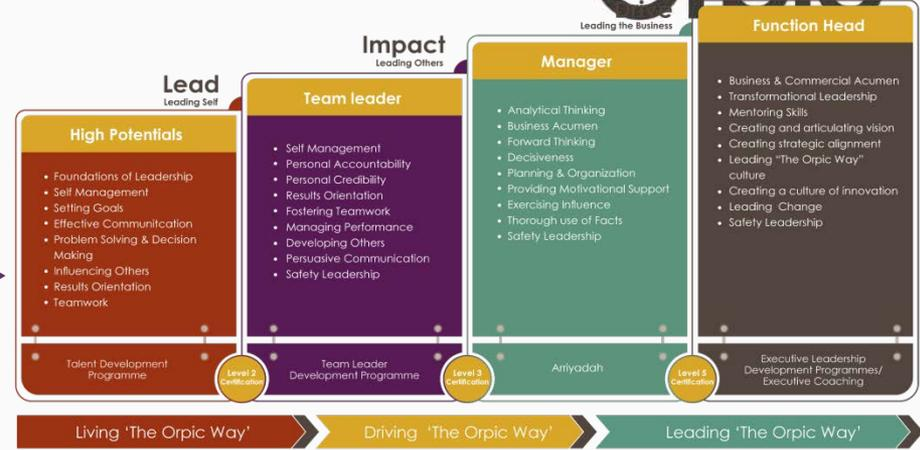 Lead
Leading Self
High Potentials
• Foundations of Leadership
• Self Management
• Setting Goals
• Effective Communitcation
• Problem Solving & Decision
Making
• Influencing Others
• Results Orientation
• Teamwork
Talent Development
Programme
Level 2
Certification
Impact
Leading Others
Team leader
• Self Management
• Personal Accountability
• Personal Credibility
• Results Orientation
• Fostering Teamwork
• Managing Performance
• Developing Others
• Persuasive Communication
• Safety Leadership
Team Leader
Development Programme
Level 3
Certification
Leading the Business
Manager
• Analytical Thinking
• Business Acumen
• Forward Thinking
• Decisiveness
• Planning & Organization
• Providing Motivational Support
• Exercising Influence
• Thorough use of Facts
• Safety Leadership
Arriyadah
Level 5
Certification
Function Head
• Business & Commercial Acumen
• Transformational Leadership
• Mentoring Skills
• Creating and articulating vision
• Creating strategic alignment
• Leading “The Orpic Way”
culture
• Creating a culture of innovation
• Leading Change
• Safety Leadership
Executive Leadership
Development Programmes/
Executive Coaching
Living ‘The Orpic Way’
Driving ‘The Orpic Way’
Leading ‘The Orpic Way’